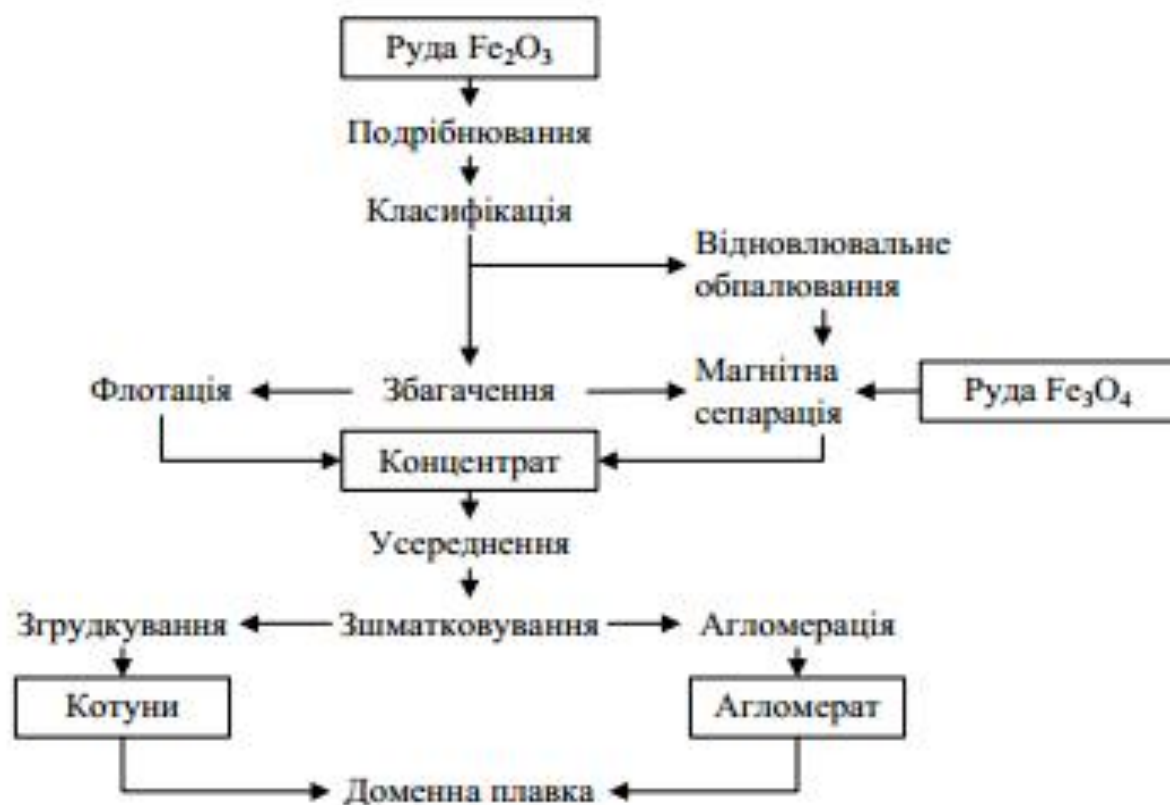 Руда Fe₂O₃
Подрібнювання
Класифікація
Відновлювальне
обпалювання
Флотація
Збагачення
Магнітна
сепарація
Руда Fe₃O₄
Концентрат
Усереднення
Згрудкування
Зшматковування
Агломерація
Котуни
Агломерат
Доменна плавка